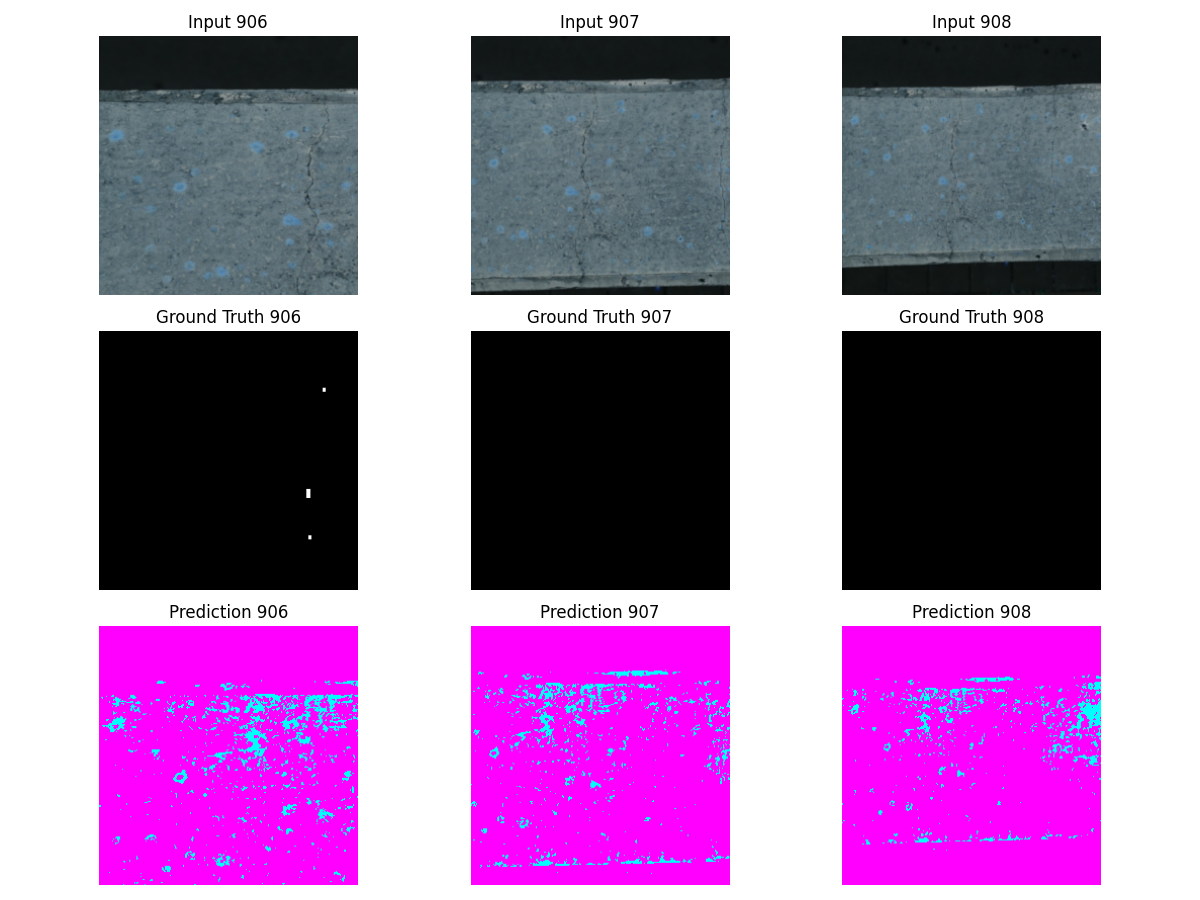 Input 906
Input 907
Input 908
Ground Truth 906
Ground Truth 907
Ground Truth 908
Prediction 906
Prediction 907
Prediction 908